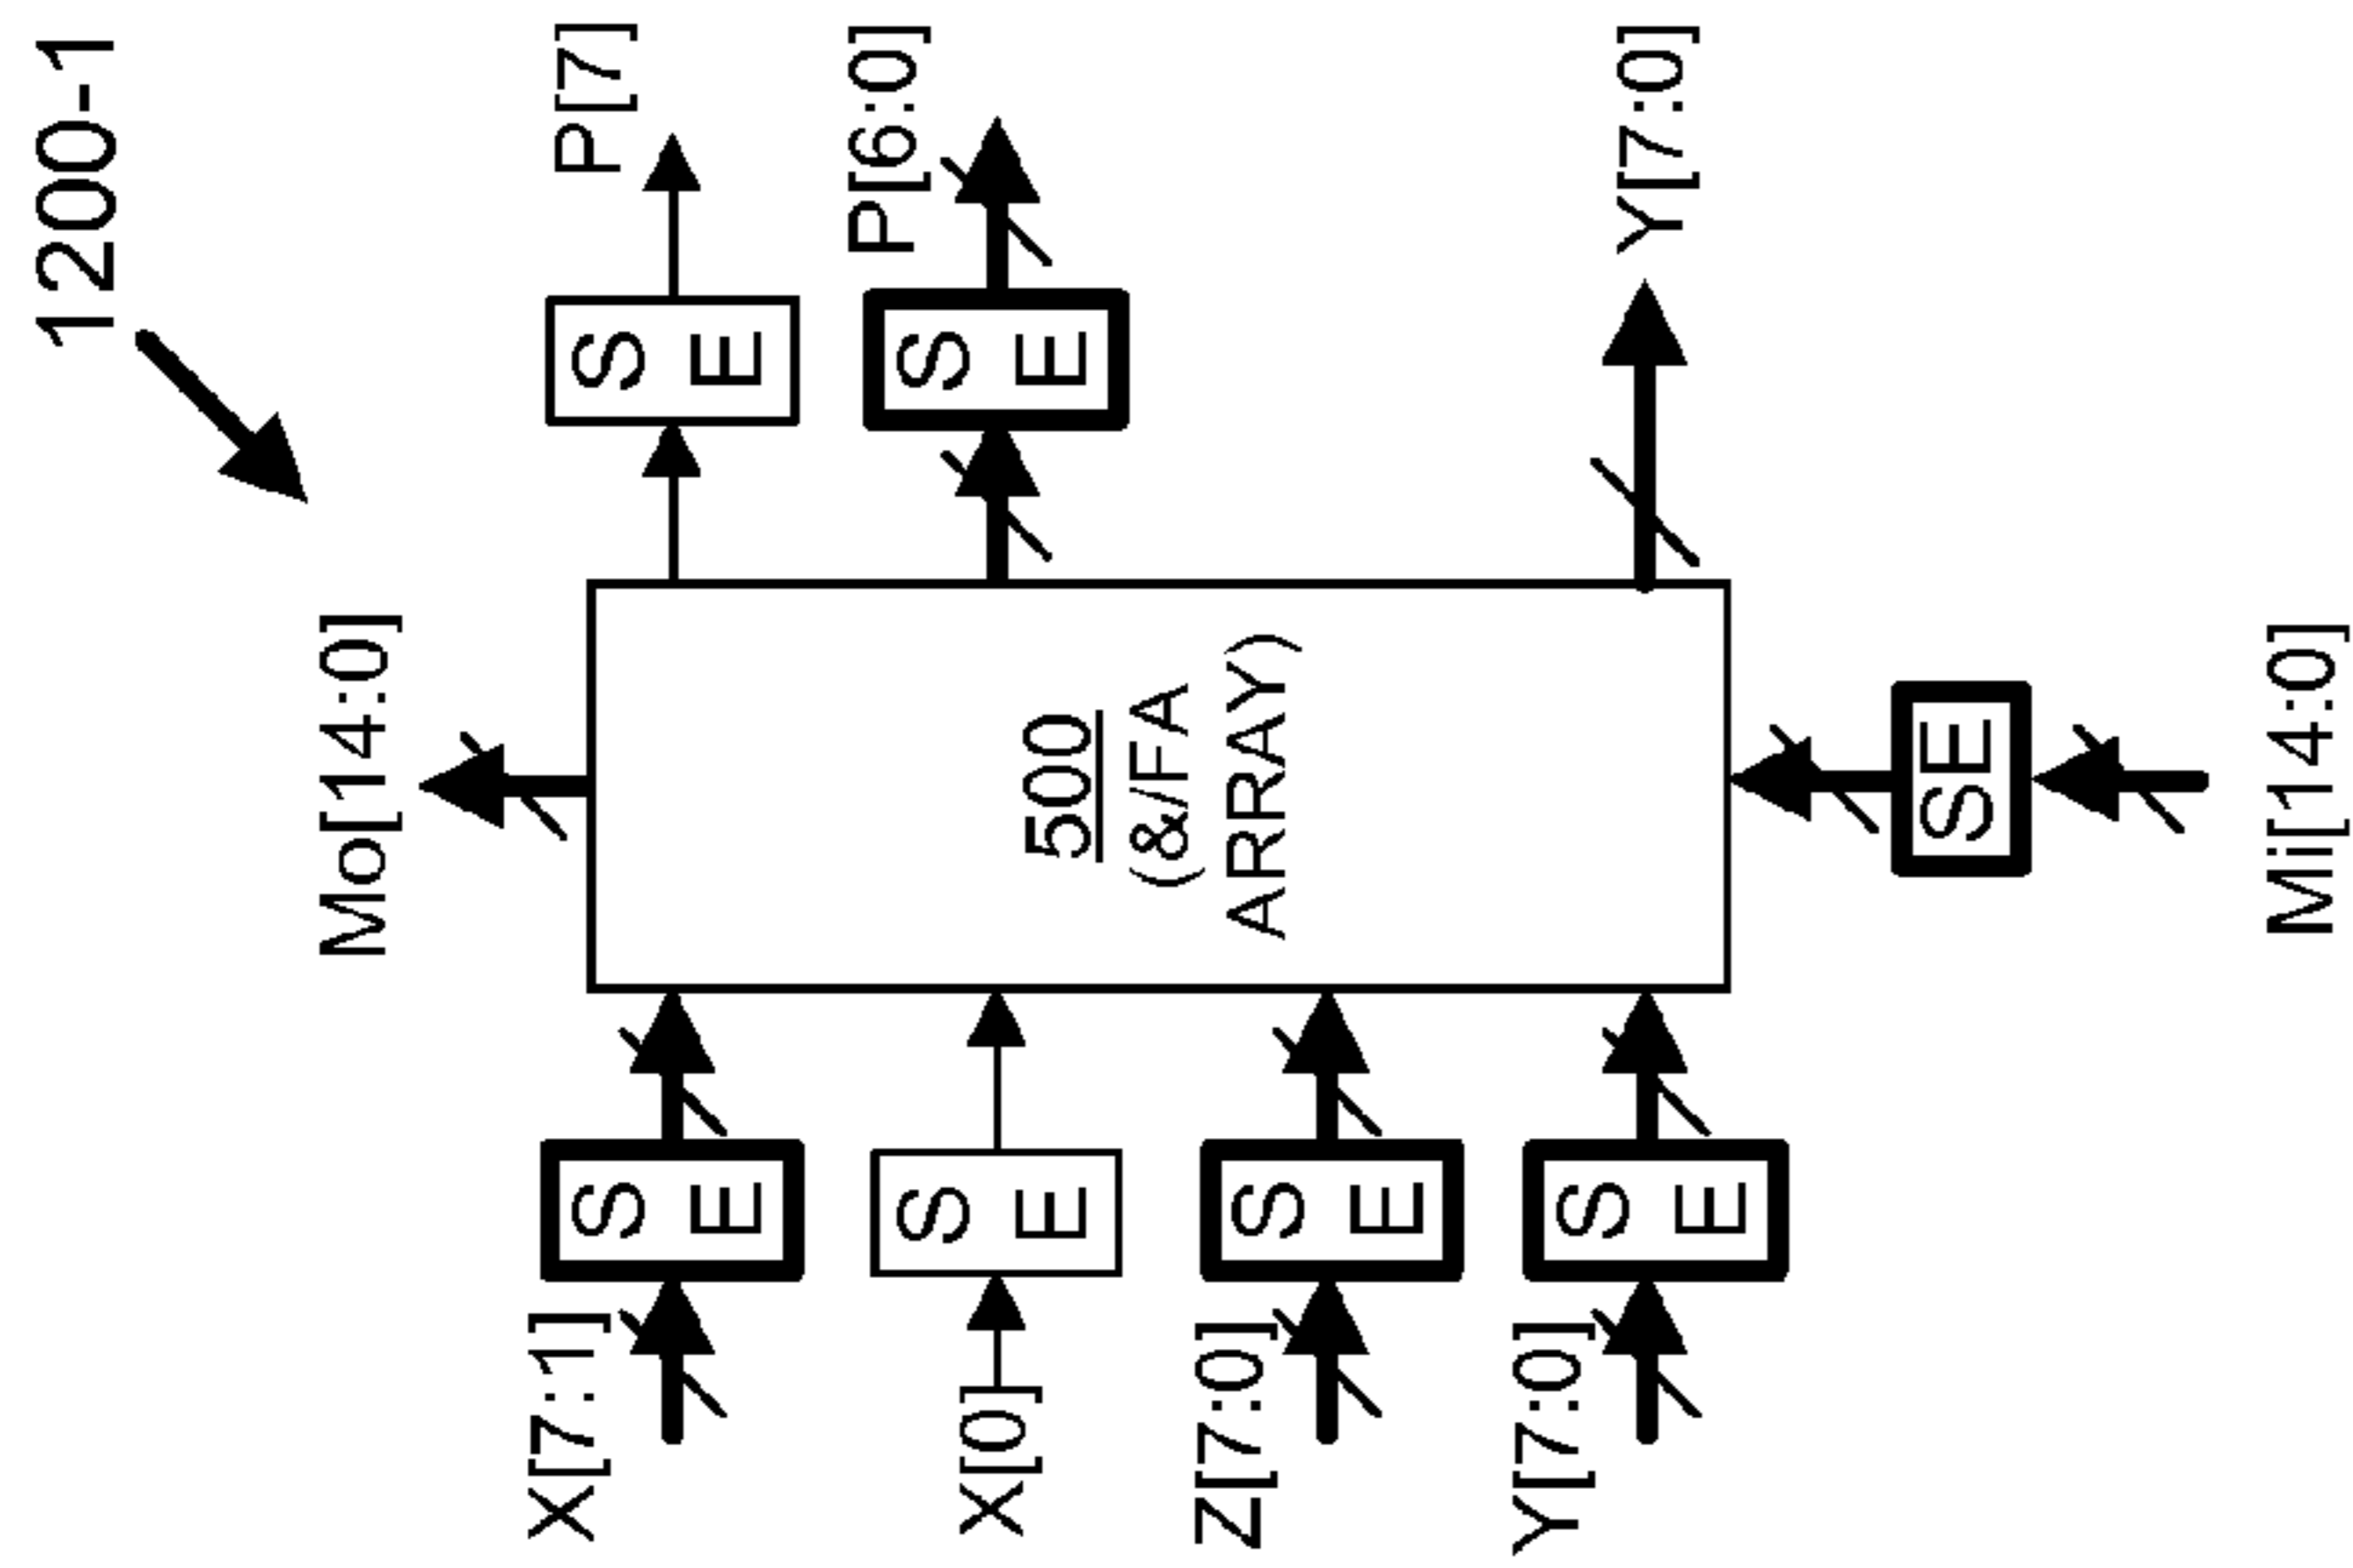 1200-1
Mo[14:0]
X[7:1]
S
E
S
E
P[7]
X[0]
S
E
S
E
P[6:0]
500
(&/FA
ARRAY)
Z[7:0]
S
E
Y[7:0]
S
E
Y[7:0]
SE
Mi[14:0]